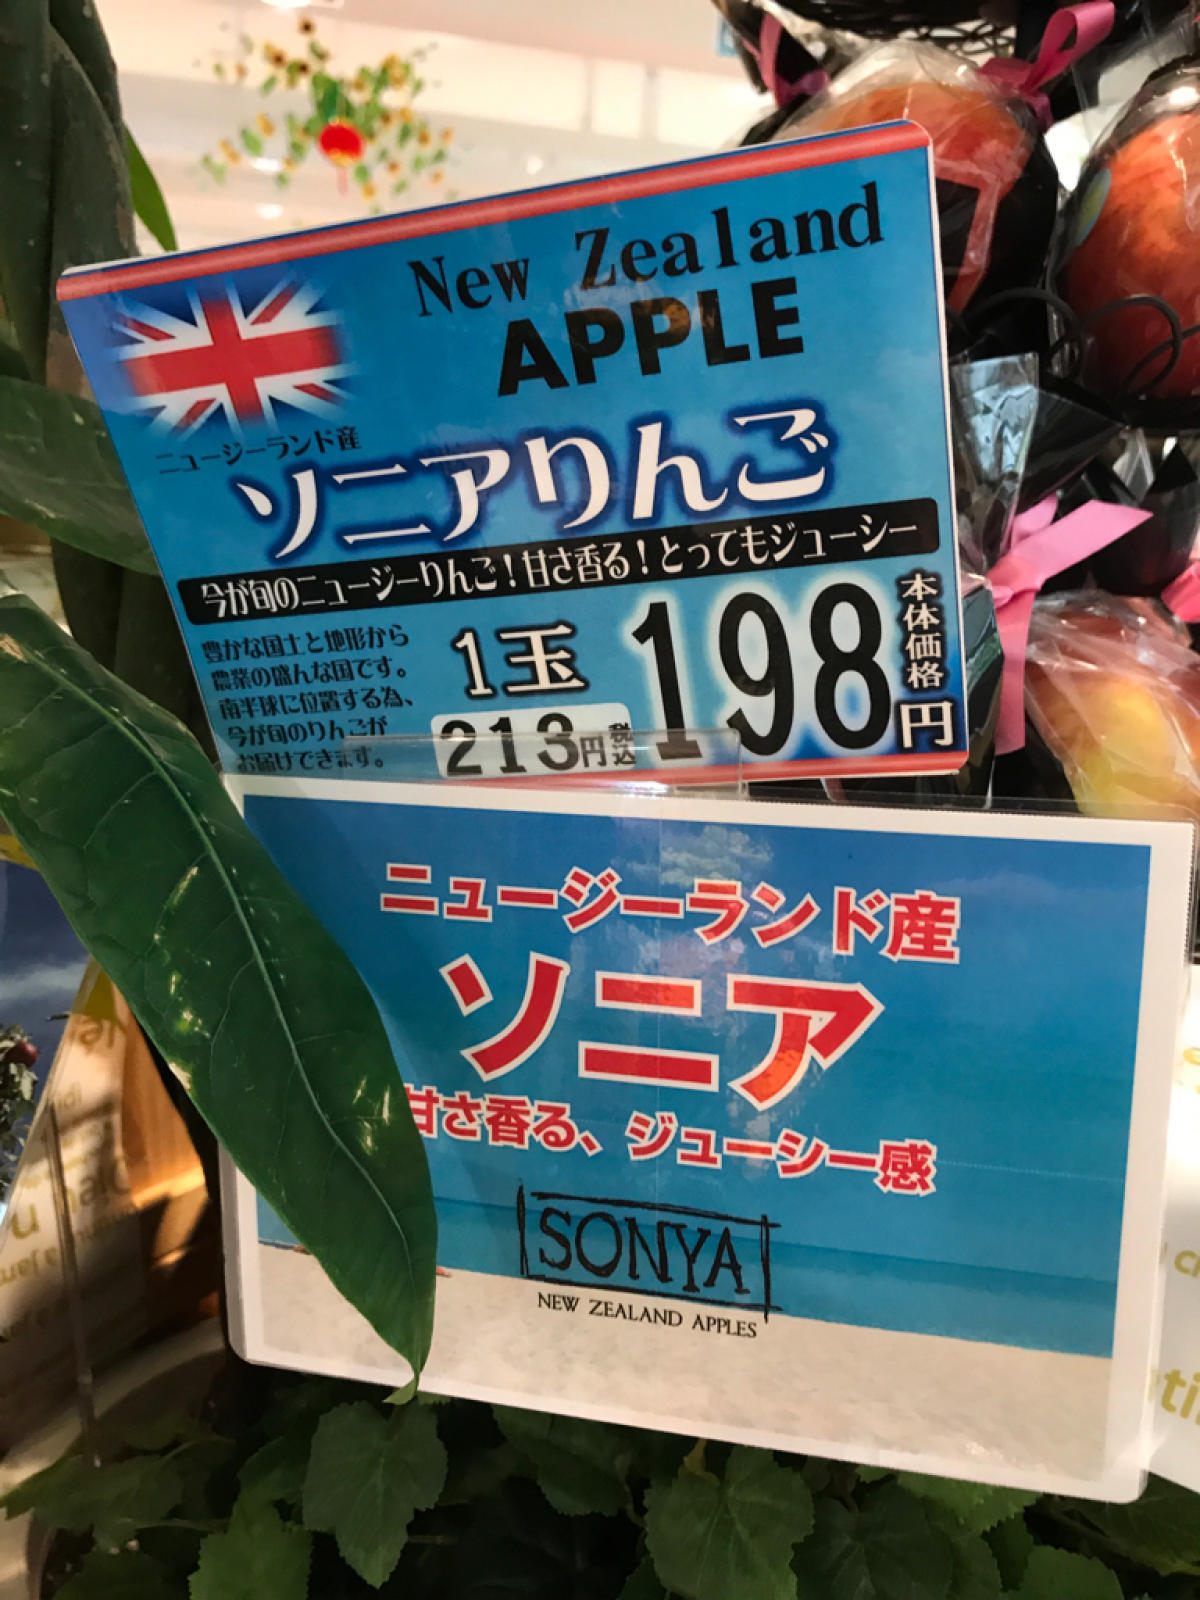 New Zealand
APPLE
ニュージーランド産
ソニアりんご
今が旬のニュージーりんご!甘さ香る!とってもジューシー
豊かな国土と地形から
農業の盛んな国です。
南半球に位置する為、
今が旬のりんごが
お届けできます。
1玉
198
本体価格
円
213円
税込
ニュージーランド産
ソニア
甘さ香る、ジューシー感
SONYA
NEW ZEALAND APPLES